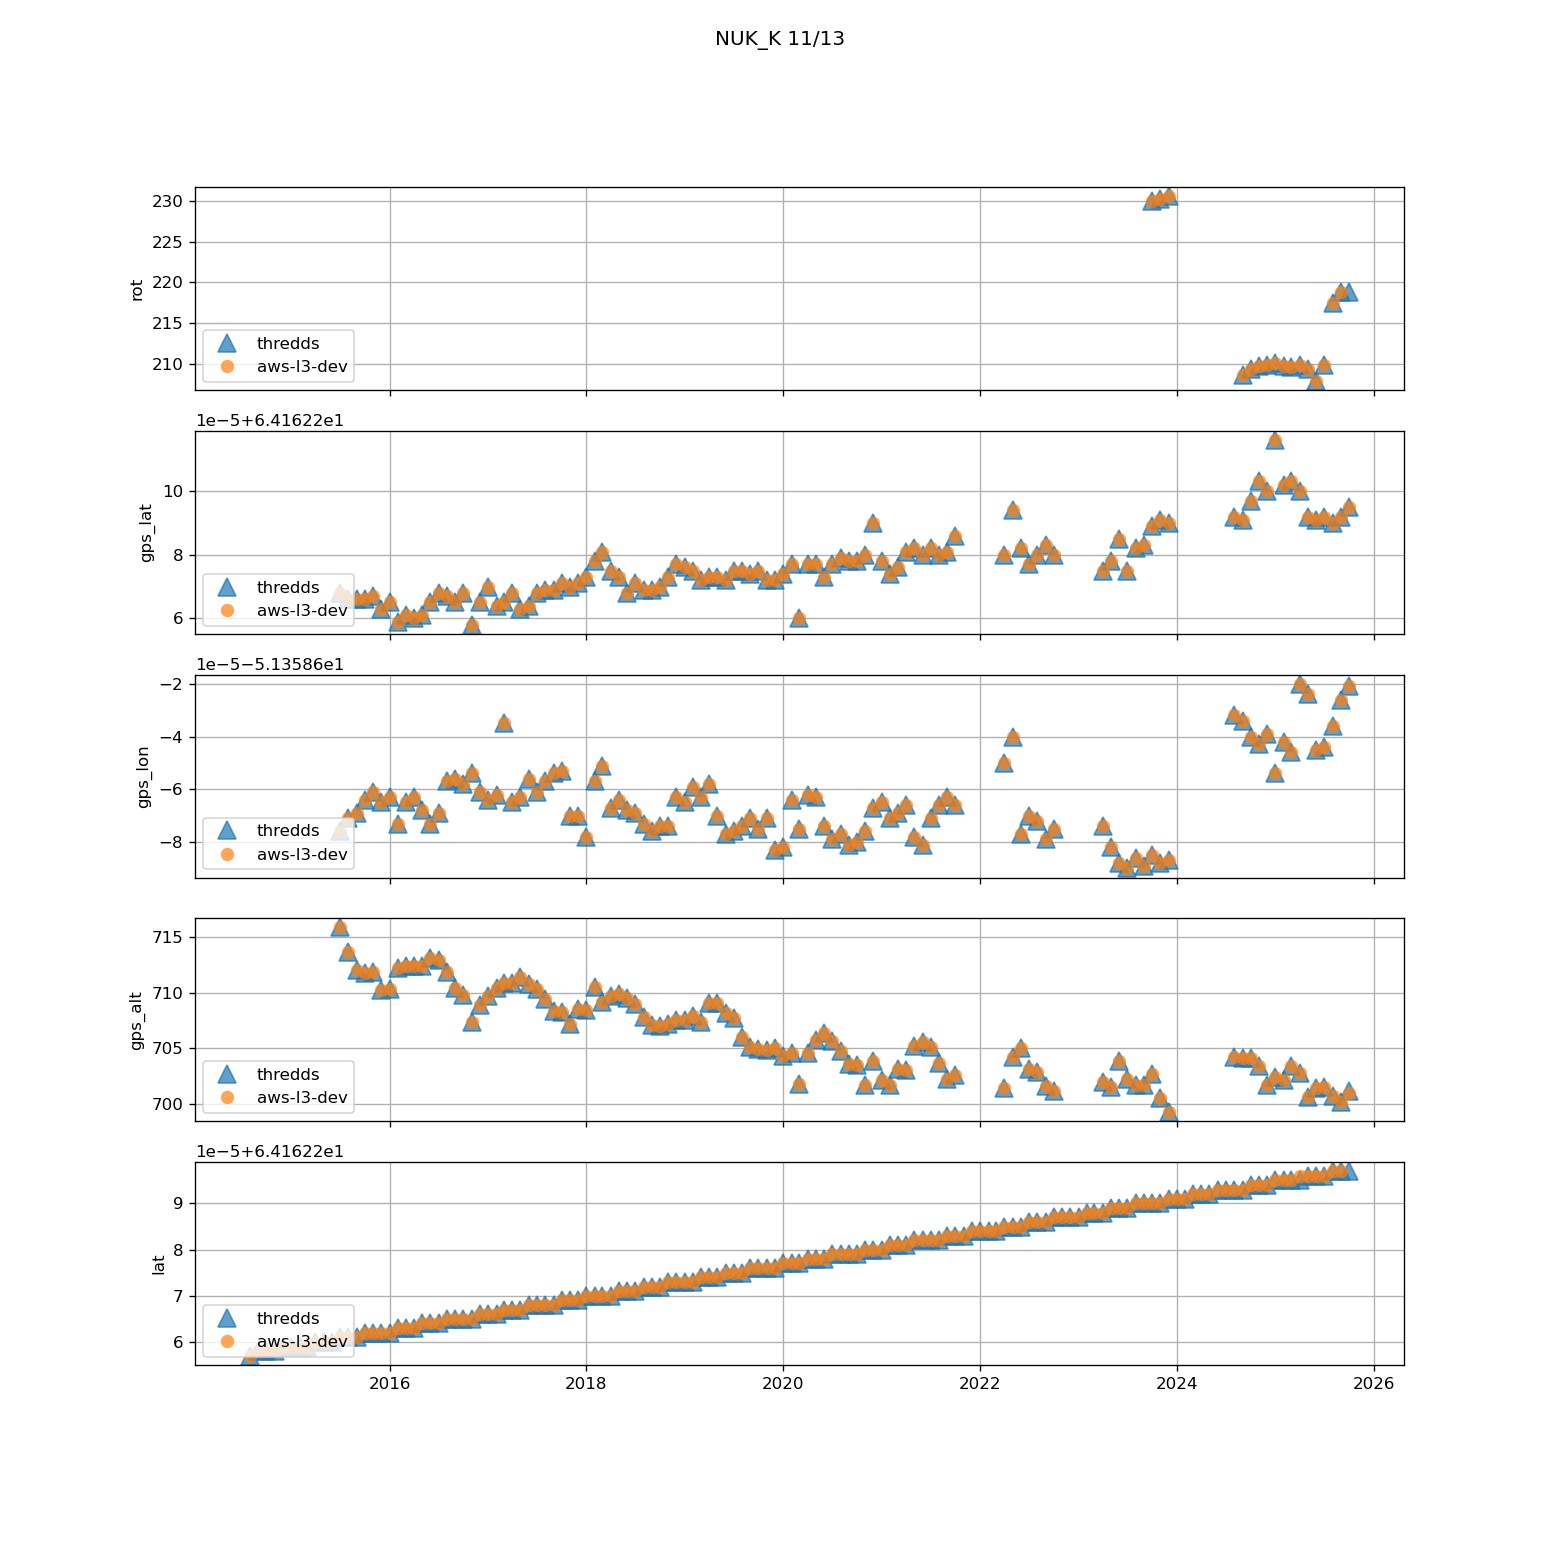 NUK_K 11/13
230
225
220
215
210
rot
thredds
aws-l3-dev
1e−5+6.41622e1
10
8
6
gps_lat
thredds
aws-l3-dev
1e−5−5.13586e1
−2
−4
−6
−8
gps_lon
thredds
aws-l3-dev
715
710
705
700
gps_alt
thredds
aws-l3-dev
1e−5+6.41622e1
9
8
7
6
lat
thredds
aws-l3-dev
2016 2018 2020 2022 2024 2026